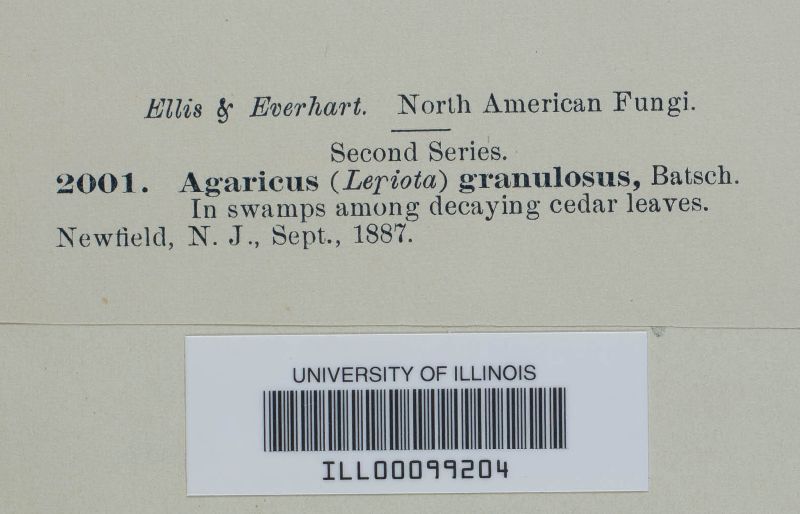 Ellis & Everhart. North American Fungi.
Second Series.
2001. Agaricus (Lepiota) granulosus, Batsch.
In swamps among decaying cedar leaves.
Newfield, N. J., Sept., 1887.
UNIVERSITY OF ILLINOIS
ILL00099204